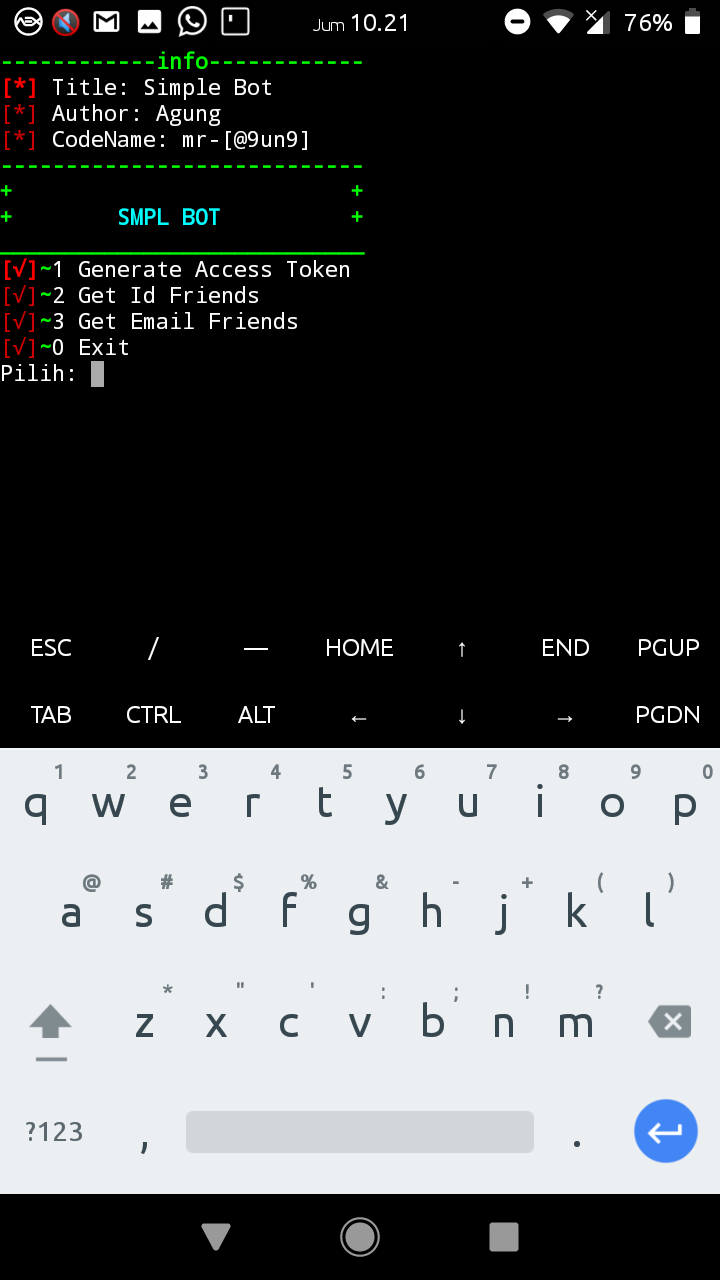 Jum 10.21 76%
------------info------------
[*] Title: Simple Bot
[*] Author: Agung
[*] CodeName: mr-[@9un9]
----------------------------
+ +
+ SMPL BOT +
____________________________
[√]~1 Generate Access Token
[√]~2 Get Id Friends
[√]~3 Get Email Friends
[√]~0 Exit
Pilih:
ESC / — HOME ↑ END PGUP
TAB CTRL ALT ← ↓ → PGDN
1 2 3 4 5 6 7 8 9 0
q w e r t y u i o p
@ # $ % & - + ( )
a s d f g h j k l
* " ' : ; ! ?
z x c v b n m
?123 , .